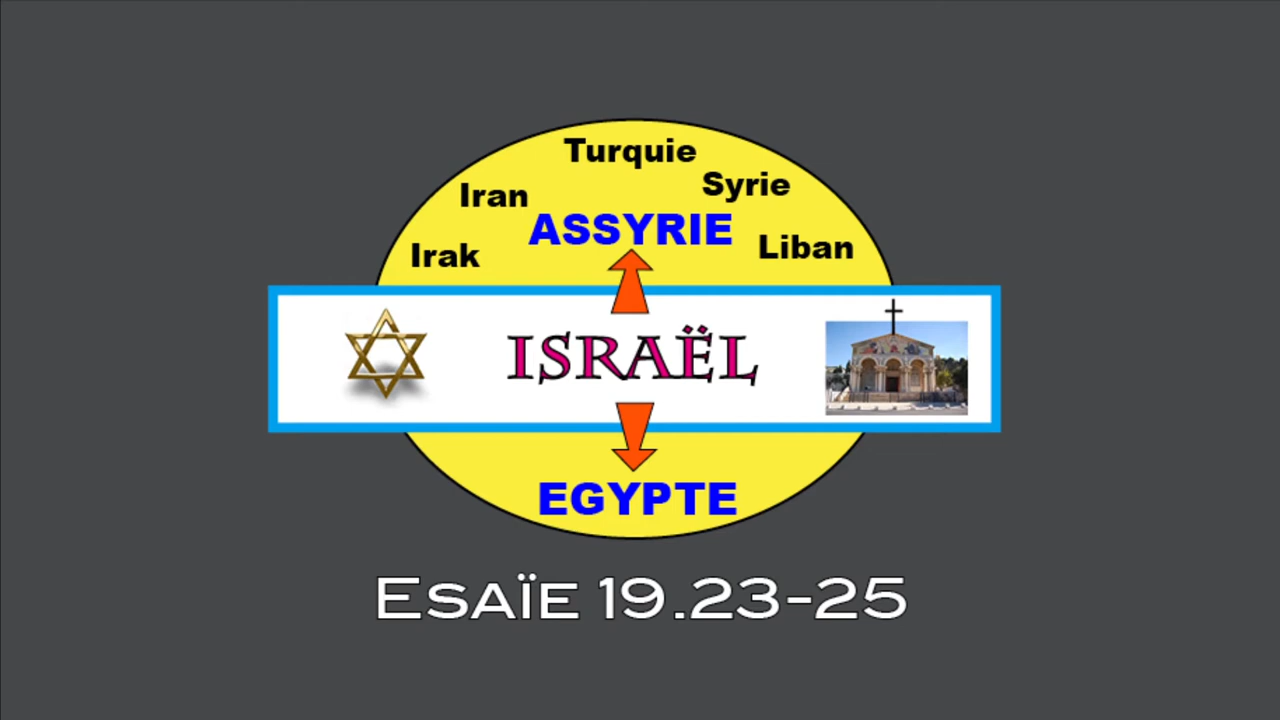 Turquie
Syrie
Iran
ASSYRIE
Liban
Irak
ISRAËL
EGYPTE
ESAÏE 19.23-25